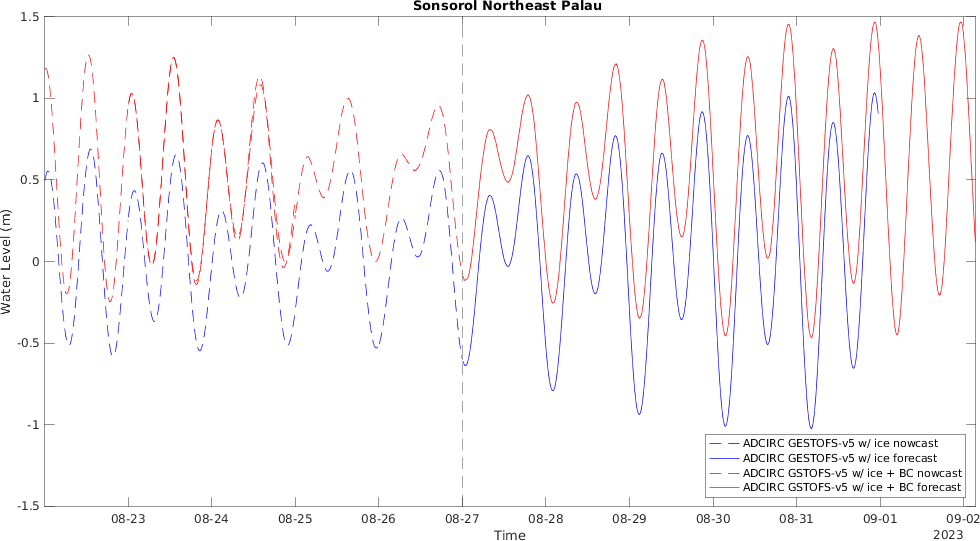 Sonsorol Northeast Palau
1.5
1
0.5
0
-0.5
-1
-1.5
Water Level (m)
ADCIRC GESTOFS-v5 w/ ice nowcast
ADCIRC GESTOFS-v5 w/ ice forecast
ADCIRC GSTOFS-v5 w/ ice + BC nowcast
ADCIRC GSTOFS-v5 w/ ice + BC forecast
08-23 08-24 08-25 08-26 08-27 08-28 08-29 08-30 08-31 09-01 09-02
Time
2023